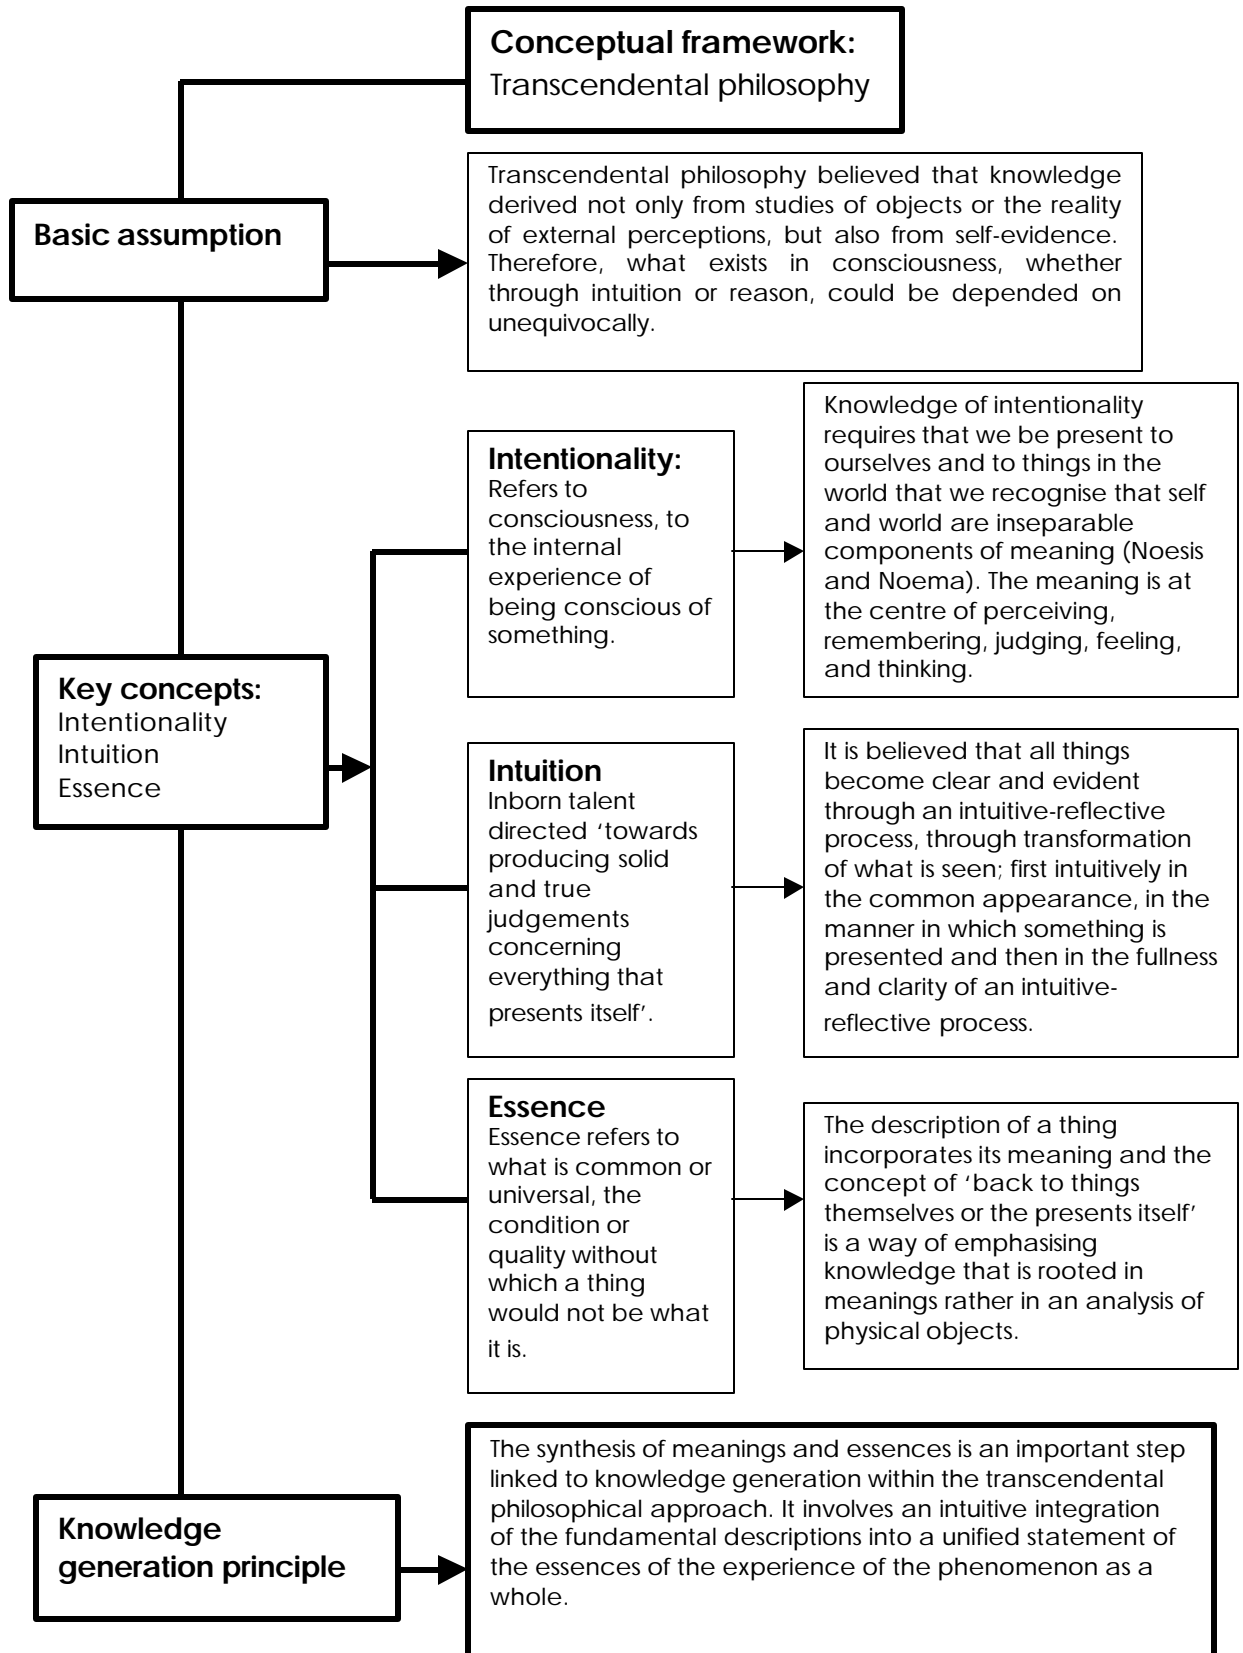 Conceptual framework:
Transcendental philosophy
Basic assumption
Transcendental philosophy believed that knowledge
derived not only from studies of objects or the reality
of external perceptions, but also from self-evidence.
Therefore, what exists in consciousness, whether
through intuition or reason, could be depended on
unequivocally.
Key concepts:
Intentionality
Intuition
Essence
Intentionality:
Refers to
consciousness, to
the internal
experience of
being conscious of
something.
Knowledge of intentionality
requires that we be present to
ourselves and to things in the
world that we recognise that self
and world are inseparable
components of meaning (Noesis
and Noema). The meaning is at
the centre of perceiving,
remembering, judging, feeling,
and thinking.
Intuition
Inborn talent
directed ‘towards
producing solid
and true
judgements
concerning
everything that
presents itself’.
It is believed that all things
become clear and evident
through an intuitive-reflective
process, through transformation
of what is seen; first intuitively in
the common appearance, in the
manner in which something is
presented and then in the fullness
and clarity of an intuitive-
reflective process.
Essence
Essence refers to
what is common or
universal, the
condition or
quality without
which a thing
would not be what
it is.
The description of a thing
incorporates its meaning and the
concept of ‘back to things
themselves or the presents itself’
is a way of emphasising
knowledge that is rooted in
meanings rather in an analysis of
physical objects.
Knowledge
generation principle
The synthesis of meanings and essences is an important step
linked to knowledge generation within the transcendental
philosophical approach. It involves an intuitive integration
of the fundamental descriptions into a unified statement of
the essences of the experience of the phenomenon as a
whole.